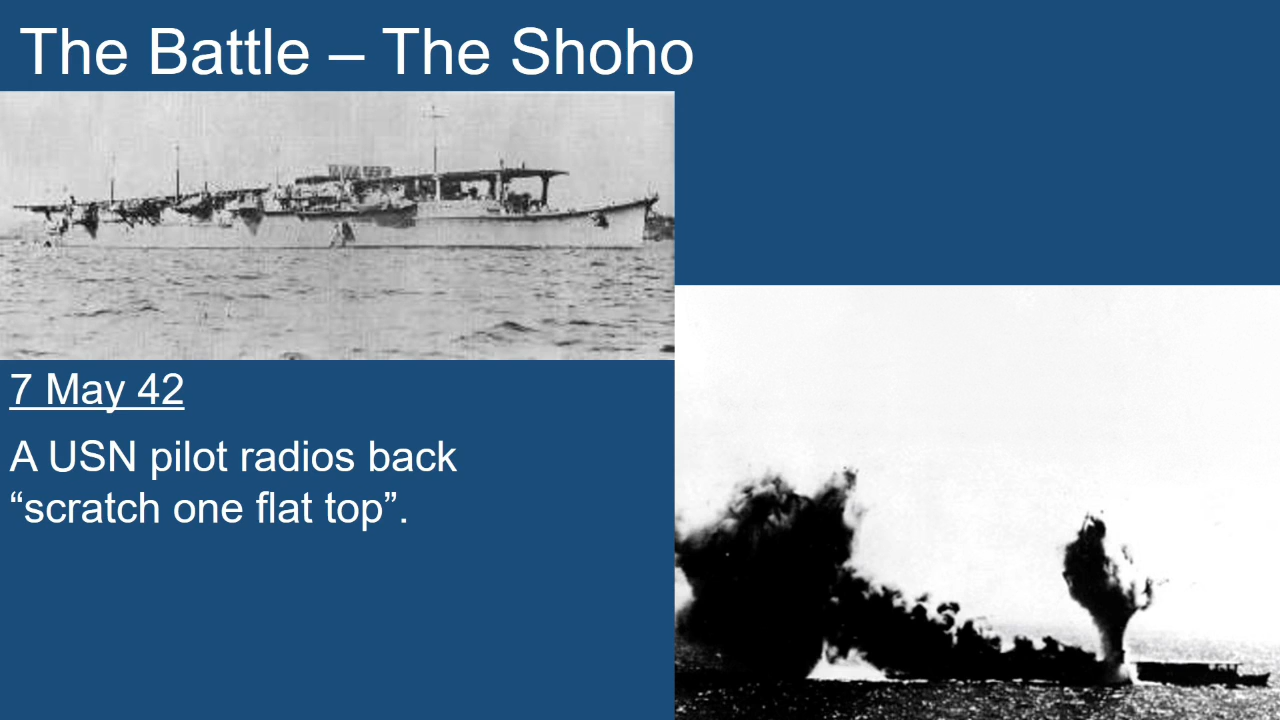 The Battle – The Shoho
7 May 42
A USN pilot radios back
“scratch one flat top”.